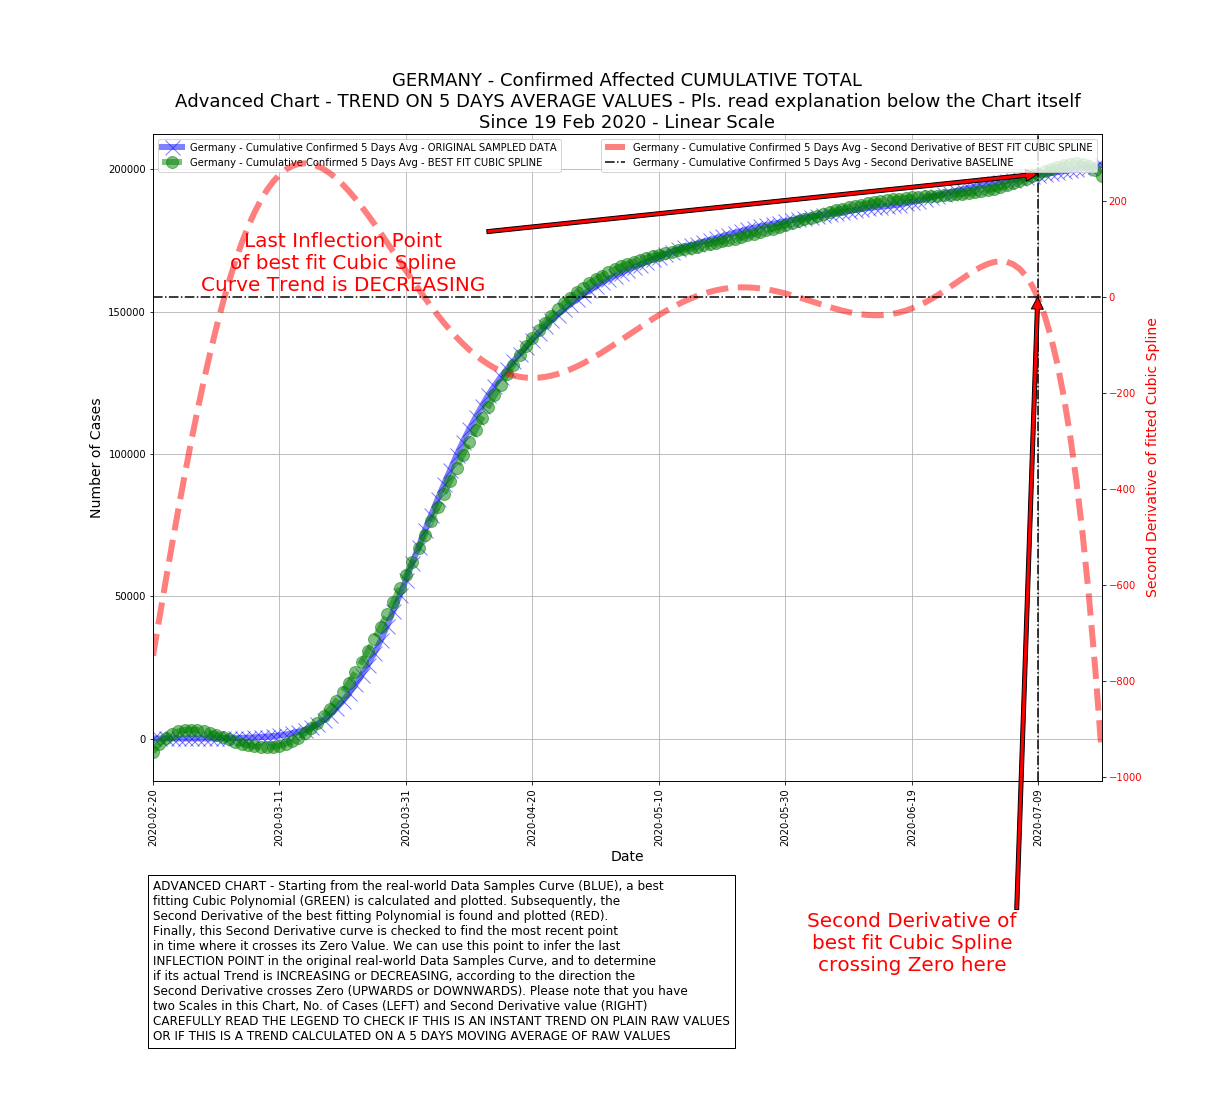 GERMANY - Confirmed Affected CUMULATIVE TOTAL
Advanced Chart - TREND ON 5 DAYS AVERAGE VALUES - Pls. read explanation below the Chart itself
Since 19 Feb 2020 - Linear Scale
Germany - Cumulative Confirmed 5 Days Avg - ORIGINAL SAMPLED DATA
Germany - Cumulative Confirmed 5 Days Avg - BEST FIT CUBIC SPLINE
Germany - Cumulative Confirmed 5 Days Avg - Second Derivative of BEST FIT CUBIC SPLINE
Germany - Cumulative Confirmed 5 Days Avg - Second Derivative BASELINE
Last Inflection Point
of best fit Cubic Spline
Curve Trend is DECREASING
Number of Cases
200000
150000
100000
50000
0
200
0
−200
−400
−600
−800
−1000
Second Derivative of fitted Cubic Spline
2020-02-20
2020-03-11
2020-03-31
2020-04-20
2020-05-10
2020-05-30
2020-06-19
2020-07-09
Date
ADVANCED CHART - Starting from the real-world Data Samples Curve (BLUE), a best
fitting Cubic Polynomial (GREEN) is calculated and plotted. Subsequently, the
Second Derivative of the best fitting Polynomial is found and plotted (RED).
Finally, this Second Derivative curve is checked to find the most recent point
in time where it crosses its Zero Value. We can use this point to infer the last
INFLECTION POINT in the original real-world Data Samples Curve, and to determine
if its actual Trend is INCREASING or DECREASING, according to the direction the
Second Derivative crosses Zero (UPWARDS or DOWNWARDS). Please note that you have
two Scales in this Chart, No. of Cases (LEFT) and Second Derivative value (RIGHT)
CAREFULLY READ THE LEGEND TO CHECK IF THIS IS AN INSTANT TREND ON PLAIN RAW VALUES
OR IF THIS IS A TREND CALCULATED ON A 5 DAYS MOVING AVERAGE OF RAW VALUES
Second Derivative of
best fit Cubic Spline
crossing Zero here